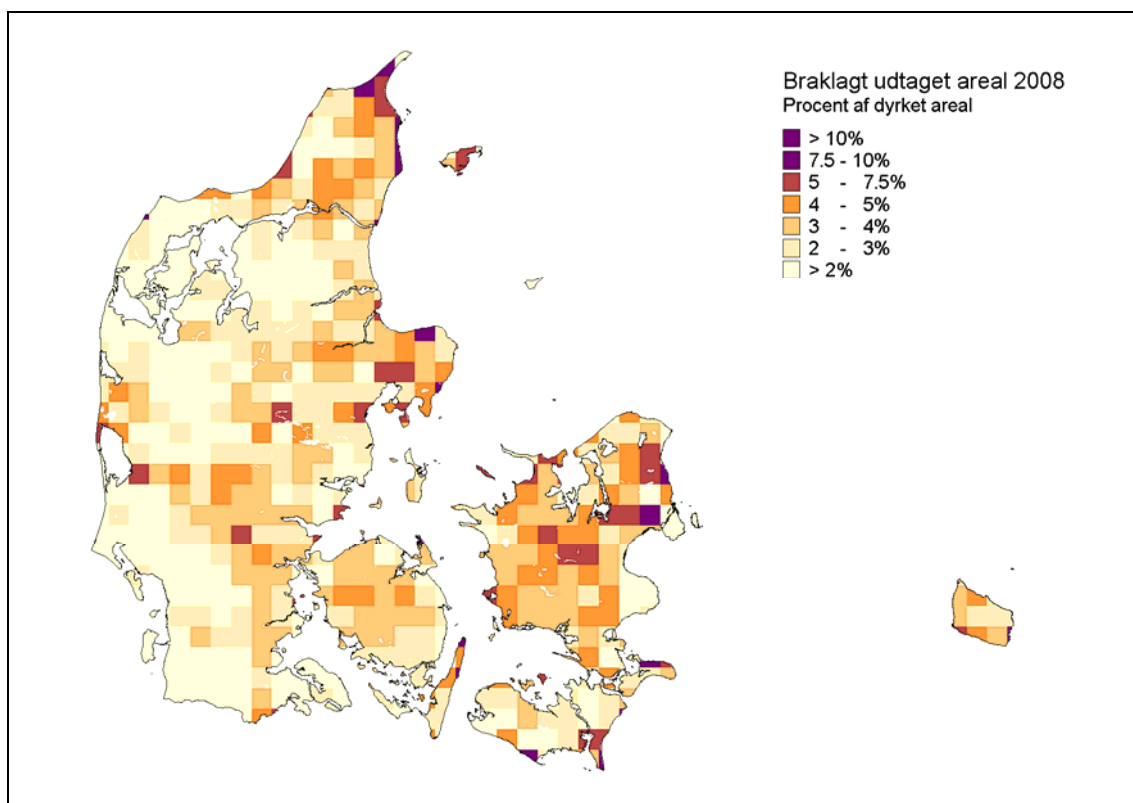 Braklagt udtaget areal 2008
Procent af dyrket areal
> 10%
7.5 - 10%
5 - 7.5%
4 - 5%
3 - 4%
2 - 3%
> 2%